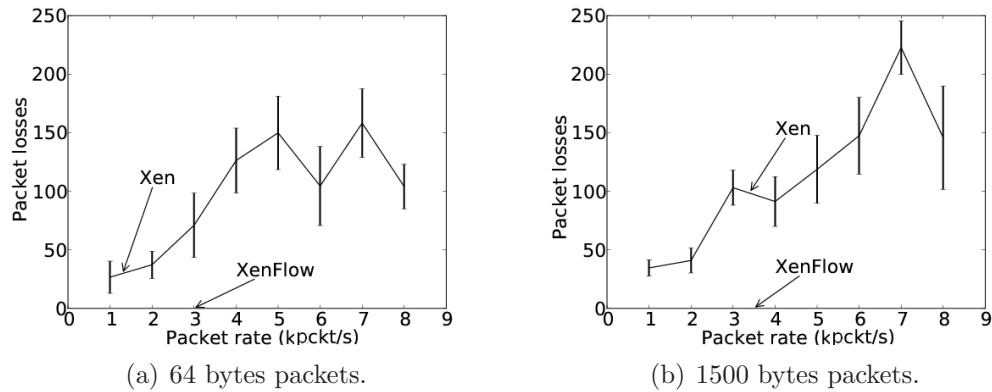 250
200
150
100
50
0
Packet losses
Xen
XenFlow
0 1 2 3 4 5 6 7 8 9
Packet rate (kpckt/s)
(a) 64 bytes packets.
250
200
150
100
50
0
Packet losses
Xen
XenFlow
0 1 2 3 4 5 6 7 8 9
Packet rate (kpckt/s)
(b) 1500 bytes packets.